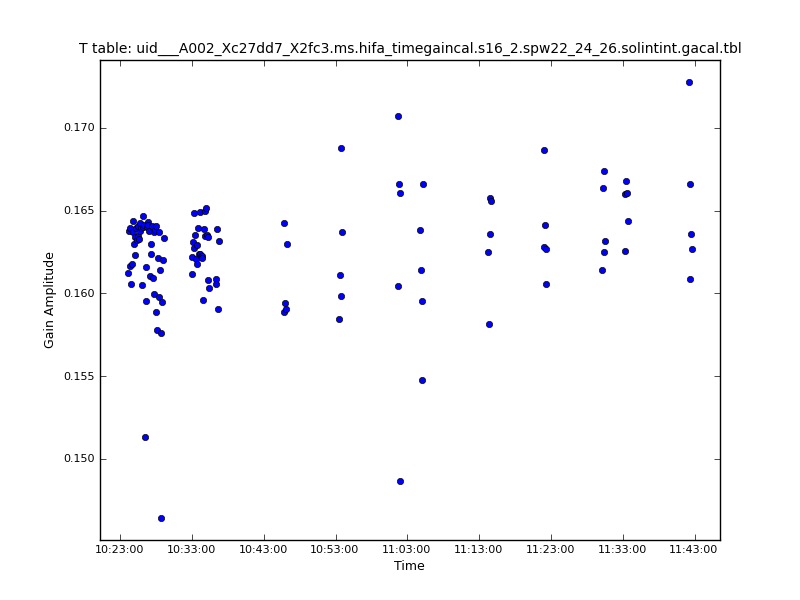 T table: uid___A002_Xc27dd7_X2fc3.ms.hifa_timegaincal.s16_2.spw22_24_26.solintint.gacal.tbl
0.170
0.165
0.160
0.155
0.150
Gain Amplitude
10:23:00 10:33:00 10:43:00 10:53:00 11:03:00 11:13:00 11:23:00 11:33:00 11:43:00
Time